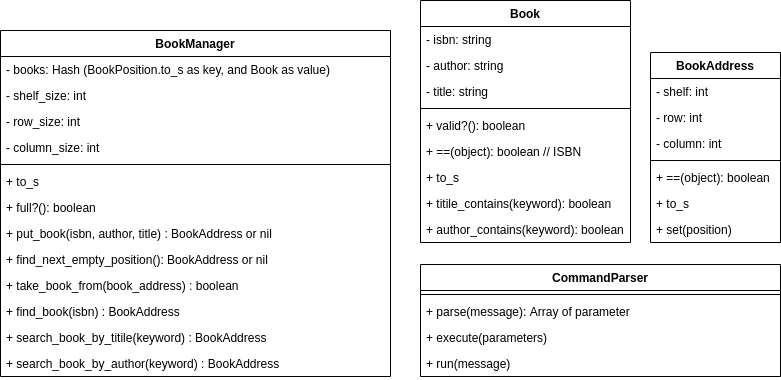 BookManager
- books: Hash (BookPosition.to_s as key, and Book as value)
- shelf_size: int
- row_size: int
- column_size: int
+ to_s
+ full?(): boolean
+ put_book(isbn, author, title) : BookAddress or nil
+ find_next_empty_position(): BookAddress or nil
+ take_book_from(book_address) : boolean
+ find_book(isbn) : BookAddress
+ search_book_by_titile(keyword) : BookAddress
+ search_book_by_author(keyword) : BookAddress
Book
- isbn: string
- author: string
- title: string
+ valid?(): boolean
+ ==(object): boolean // ISBN
+ to_s
+ titile_contains(keyword): boolean
+ author_contains(keyword): boolean
BookAddress
- shelf: int
- row: int
- column: int
+ ==(object): boolean
+ to_s
+ set(position)
CommandParser
+ parse(message): Array of parameter
+ execute(parameters)
+ run(message)